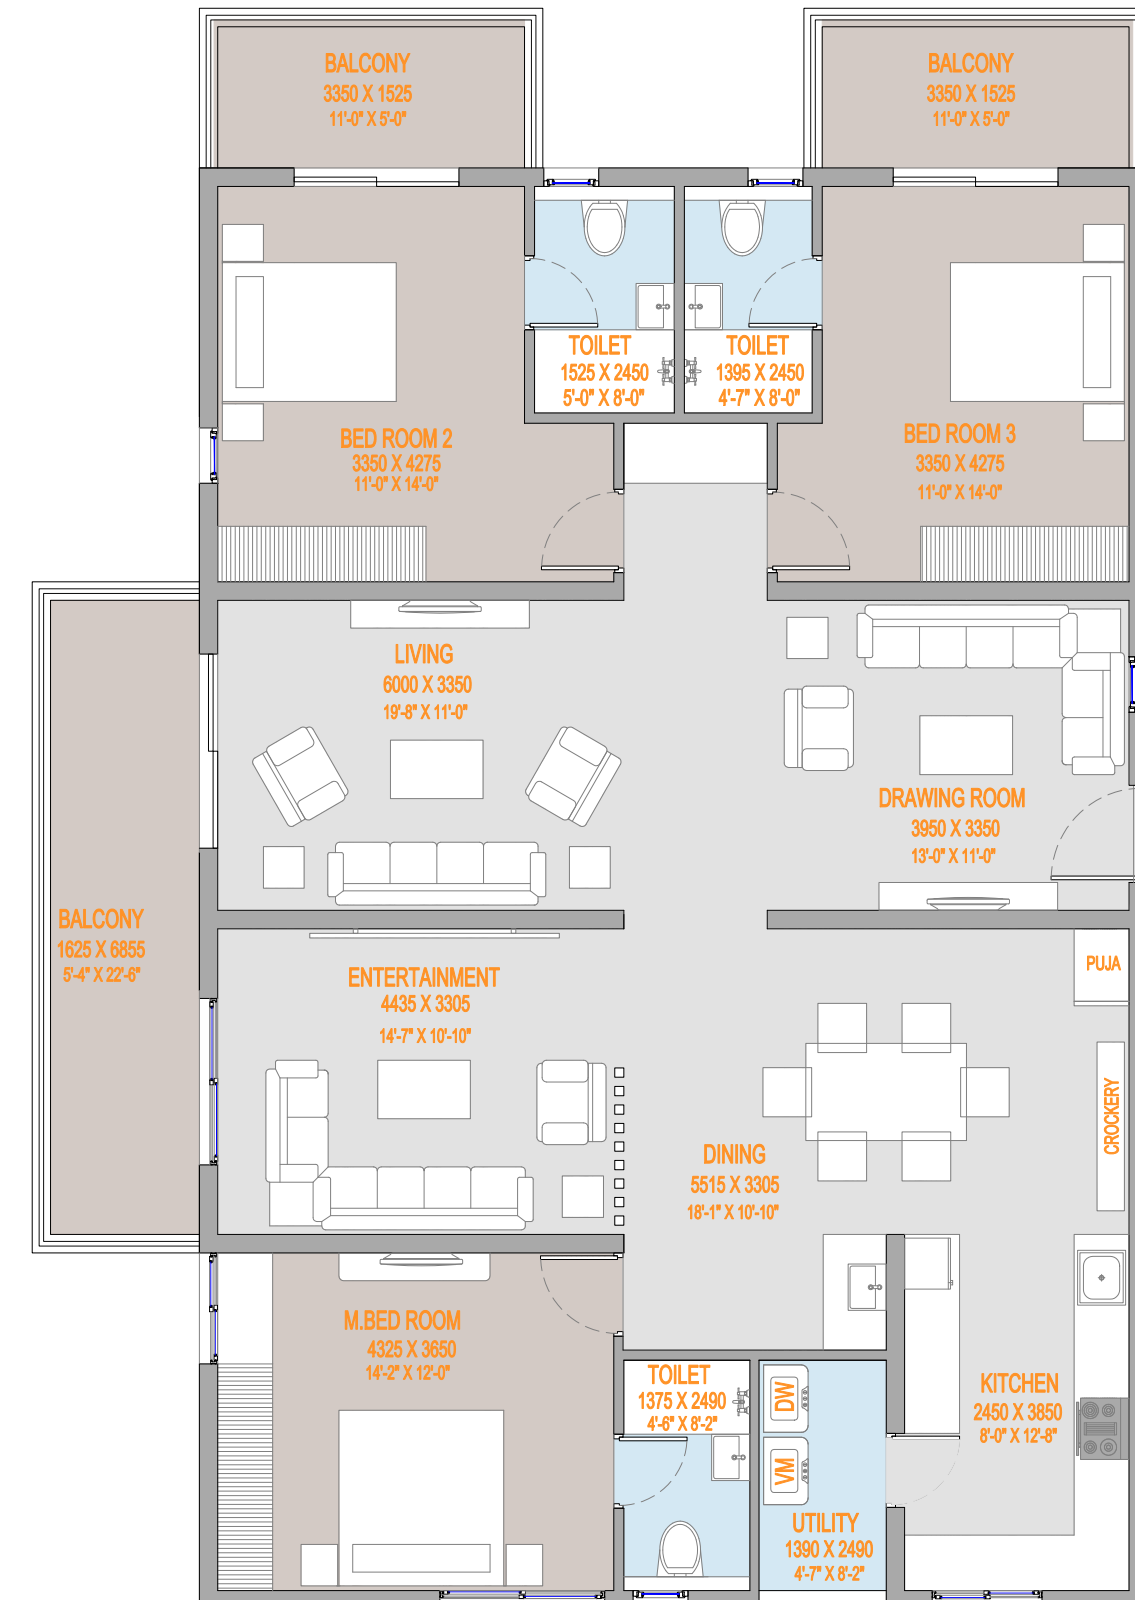 BALCONY
3350 X 1525
11'-0" X 5'-0"
BALCONY
3350 X 1525
11'-0" X 5'-0"
TOILET
1525 X 2450
5'-0" X 8'-0"
TOILET
1395 X 2450
4'-7" X 8'-0"
BED ROOM 2
3350 X 4275
11'-0" X 14'-0"
BED ROOM 3
3350 X 4275
11'-0" X 14'-0"
LIVING
6000 X 3350
19'-8" X 11'-0"
DRAWING ROOM
3950 X 3350
13'-0" X 11'-0"
BALCONY
1625 X 6855
5'-4" X 22'-6"
ENTERTAINMENT
4435 X 3305
14'-7" X 10'-10"
PUJA
CROCKERY
DINING
5515 X 3305
18'-1" X 10'-10"
M.BED ROOM
4325 X 3650
14'-2" X 12'-0"
TOILET
1375 X 2490
4'-6" X 8'-2"
DW
VM
KITCHEN
2450 X 3850
8'-0" X 12'-8"
UTILITY
1390 X 2490
4'-7" X 8'-2"